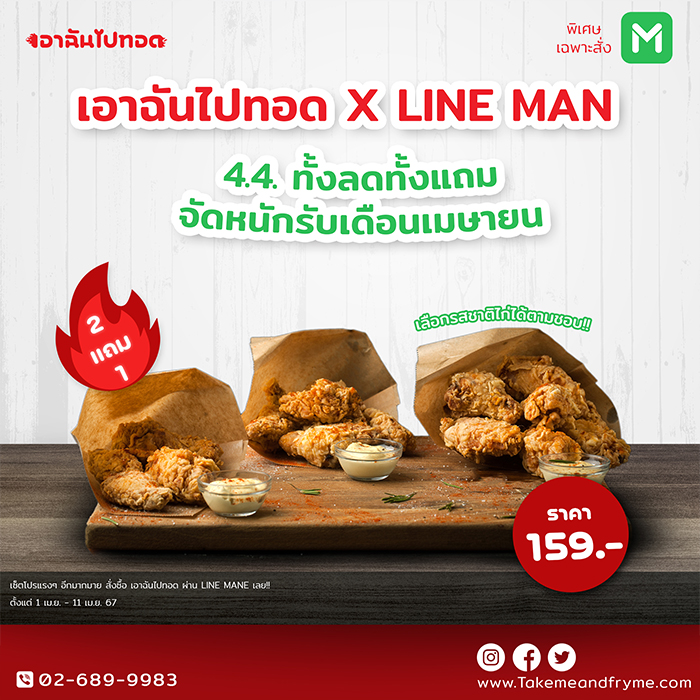 เอาฉันไปทอด
พิเศษ
เฉพาะสั่ง
M
เอาฉันไปทอด X LINE MAN
4.4. ทั้งลดทั้งแถม
จัดหนักรับเดือนเมษายน
2
แถม
1
เลือกรสชาติไก่ได้ตามชอบ!!
ราคา
159.-
เซ็ตโปรแรงๆ อีกมากมาย สั่งซื้อ เอาฉันไปทอด ผ่าน LINE MANE เลย!!
ตั้งแต่ 1 เม.ย. - 11 เม.ย. 67
02-689-9983
www.Takemeandfryme.com